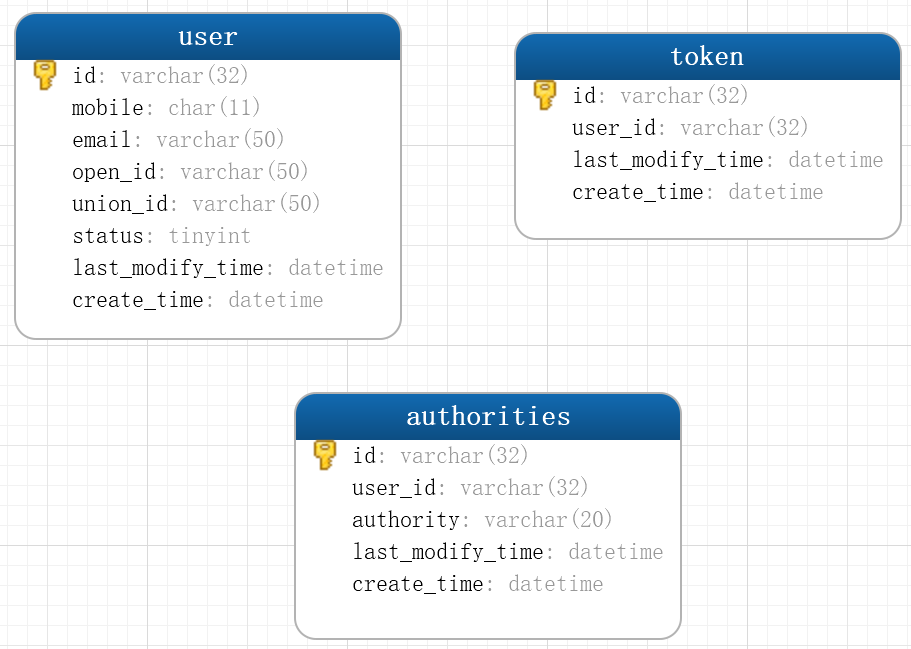 user
id: varchar(32)
mobile: char(11)
email: varchar(50)
open_id: varchar(50)
union_id: varchar(50)
status: tinyint
last_modify_time: datetime
create_time: datetime
token
id: varchar(32)
user_id: varchar(32)
last_modify_time: datetime
create_time: datetime
authorities
id: varchar(32)
user_id: varchar(32)
authority: varchar(20)
last_modify_time: datetime
create_time: datetime